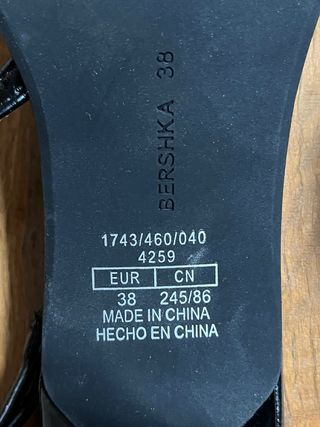 BERSHKA 38
1743/460/040
4259
EUR CN
38 245/86
MADE IN CHINA
HECHO EN CHINA